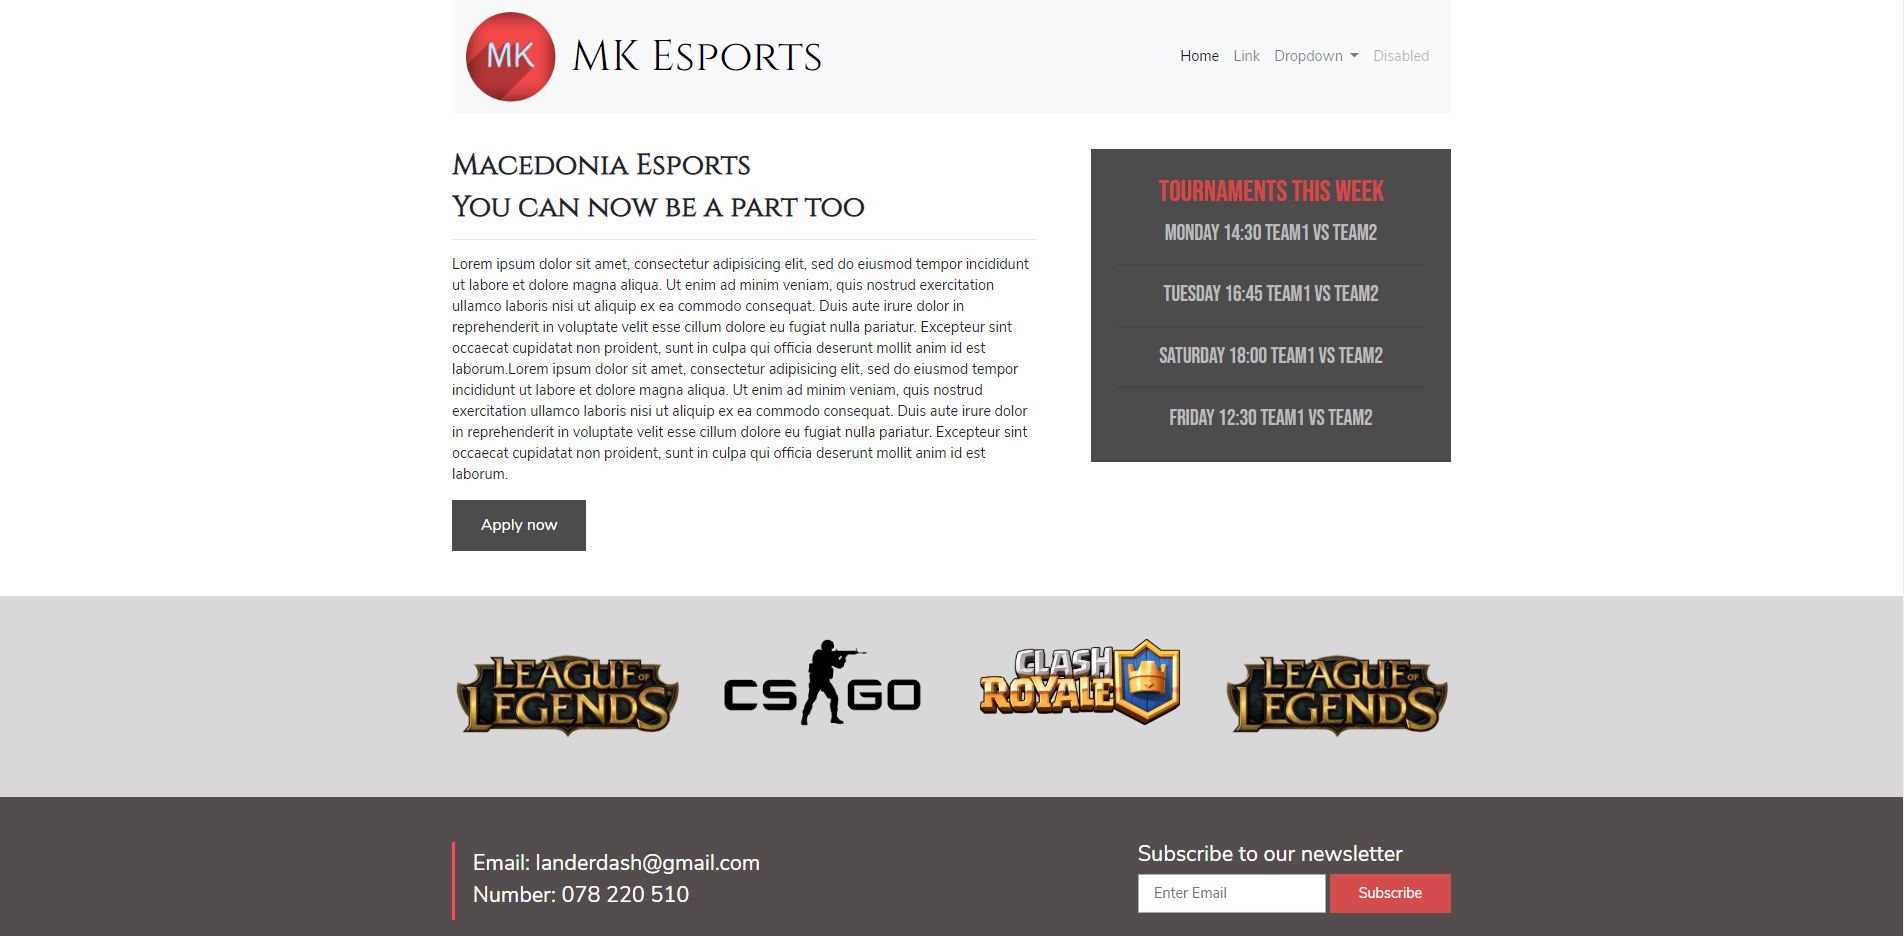 MK
MK Esports
Home Link Dropdown Disabled
Macedonia Esports
You can now be a part too
Lorem ipsum dolor sit amet, consectetur adipisicing elit, sed do eiusmod tempor incididunt
ut labore et dolore magna aliqua. Ut enim ad minim veniam, quis nostrud exercitation
ullamco laboris nisi ut aliquip ex ea commodo consequat. Duis aute irure dolor in
reprehenderit in voluptate velit esse cillum dolore eu fugiat nulla pariatur. Excepteur sint
occaecat cupidatat non proident, sunt in culpa qui officia deserunt mollit anim id est
laborum.Lorem ipsum dolor sit amet, consectetur adipisicing elit, sed do eiusmod tempor
incididunt ut labore et dolore magna aliqua. Ut enim ad minim veniam, quis nostrud
exercitation ullamco laboris nisi ut aliquip ex ea commodo consequat. Duis aute irure dolor
in reprehenderit in voluptate velit esse cillum dolore eu fugiat nulla pariatur. Excepteur sint
occaecat cupidatat non proident, sunt in culpa qui officia deserunt mollit anim id est
laborum.
Apply now
TOURNAMENTS THIS WEEK
MONDAY 14:30 TEAM1 VS TEAM2
TUESDAY 16:45 TEAM1 VS TEAM2
SATURDAY 18:00 TEAM1 VS TEAM2
FRIDAY 12:30 TEAM1 VS TEAM2
LEAGUE OF
LEGENDS
CS GO
CLASH
ROYALE
LEAGUE OF
LEGENDS
Email: landerdash@gmail.com
Number: 078 220 510
Subscribe to our newsletter
Enter Email
Subscribe